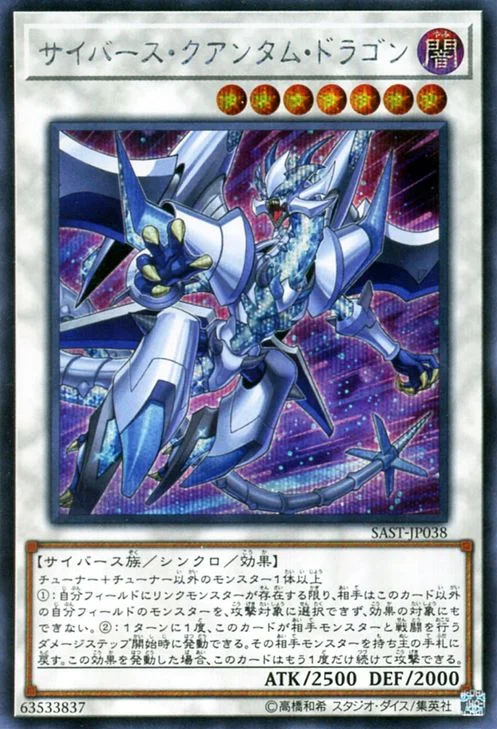 サイバース・クアンタム・ドラゴン
闇
SAST-JP038
【サイバース族／シンクロ／効果】
チューナー＋チューナー以外のモンスター1体以上
①：自分フィールドにリンクモンスターが存在する限り、相手はこのカード以外
の自分フィールドのモンスターを、攻撃対象に選択できず、効果の対象にも
できない。②：1ターンに1度、このカードが相手モンスターと戦闘を行う
ダメージステップ開始時に発動できる。その相手モンスターを持ち主の手札に
戻す。この効果を発動した場合、このカードはもう1度だけ続けて攻撃できる。
ATK/2500 DEF/2000
63533837
©高橋和希 スタジオ・ダイス/集英社